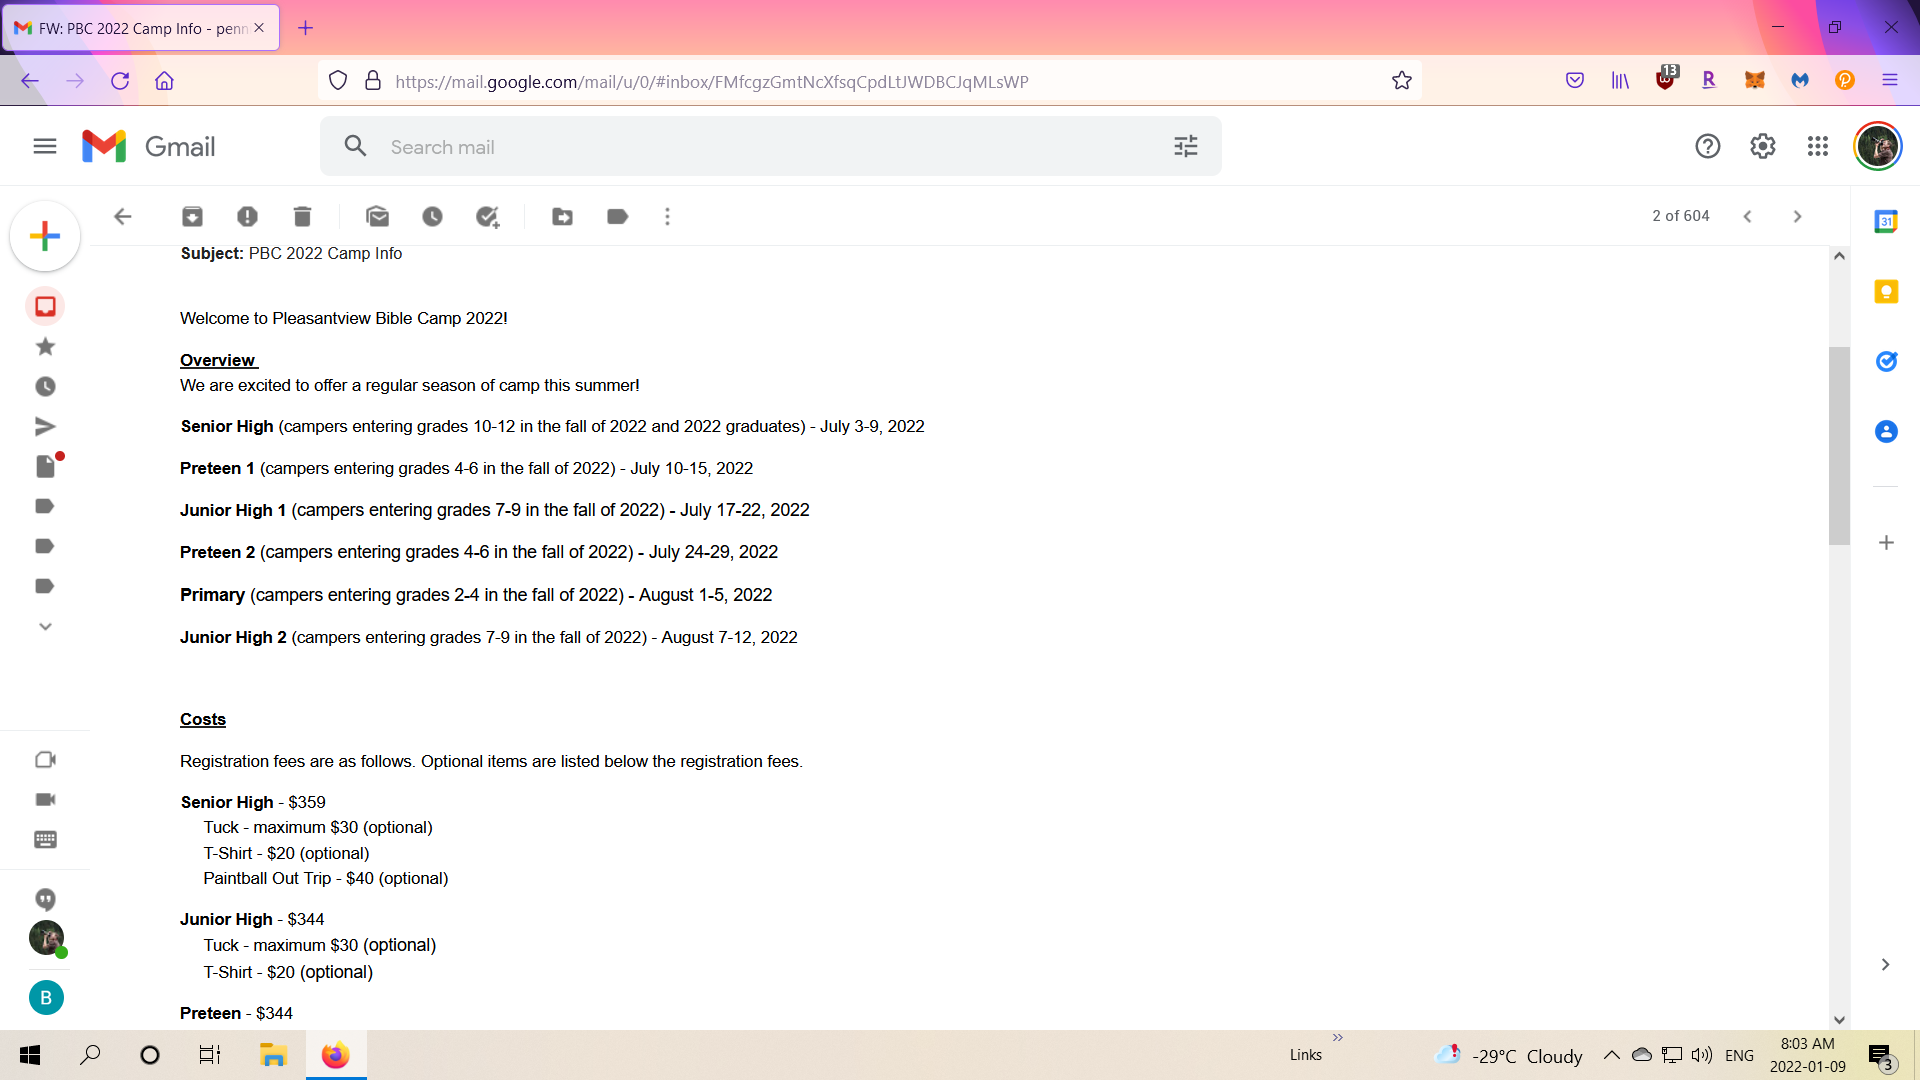 FW: PBC 2022 Camp Info - penn
https://mail.google.com/mail/u/0/#inbox/FMfcgzGmtNcXfsqCpdLtJWDBCJqMLsWP
13
Gmail
Search mail
2 of 604
31
Subject: PBC 2022 Camp Info
Welcome to Pleasantview Bible Camp 2022!
Overview
We are excited to offer a regular season of camp this summer!
Senior High (campers entering grades 10-12 in the fall of 2022 and 2022 graduates) - July 3-9, 2022
Preteen 1 (campers entering grades 4-6 in the fall of 2022) - July 10-15, 2022
Junior High 1 (campers entering grades 7-9 in the fall of 2022) - July 17-22, 2022
Preteen 2 (campers entering grades 4-6 in the fall of 2022) - July 24-29, 2022
Primary (campers entering grades 2-4 in the fall of 2022) - August 1-5, 2022
Junior High 2 (campers entering grades 7-9 in the fall of 2022) - August 7-12, 2022
Costs
Registration fees are as follows. Optional items are listed below the registration fees.
Senior High - $359
Tuck - maximum $30 (optional)
T-Shirt - $20 (optional)
Paintball Out Trip - $40 (optional)
Junior High - $344
Tuck - maximum $30 (optional)
T-Shirt - $20 (optional)
Preteen - $344
B
Links
-29°C Cloudy
ENG
8:03 AM
2022-01-09
3